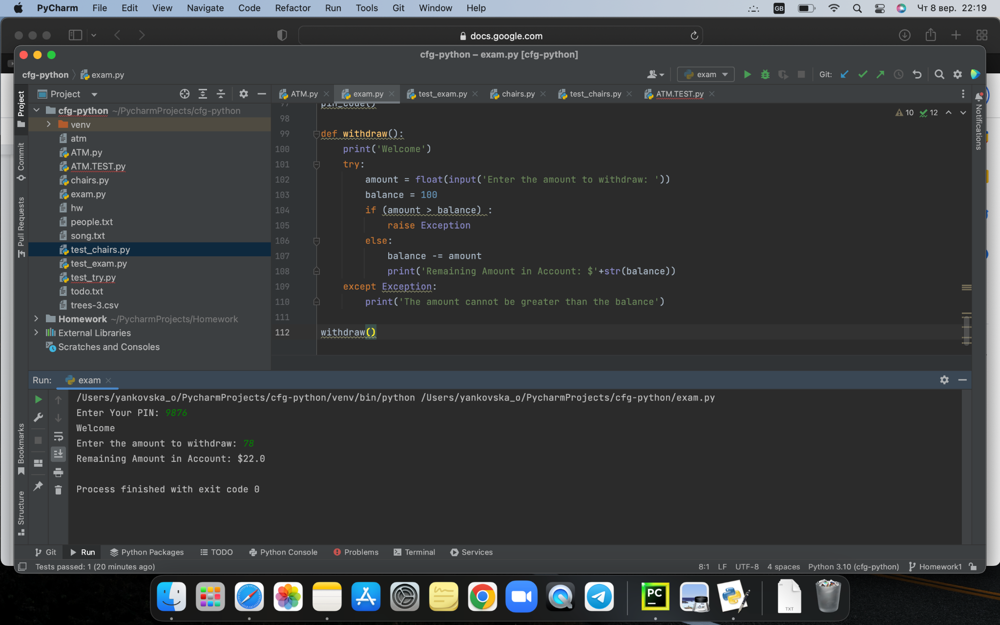 PyCharm File Edit View Navigate Code Refactor Run Tools Git Window Help GB Чт 8 вер. 22:19
docs.google.com
cfg-python – exam.py [cfg-python]
cfg-python exam.py exam Git:
Project
ATM.py exam.py test_exam.py chairs.py test_chairs.py ATM.TEST.py
Project
Commit
Pull Requests
Bookmarks
Structure
Notifications
cfg-python ~/PycharmProjects/cfg-python
venv
atm
ATM.py
ATM.TEST.py
chairs.py
exam.py
hw
people.txt
song.txt
test_chairs.py
test_exam.py
test_try.py
todo.txt
trees-3.csv
Homework ~/PycharmProjects/Homework
External Libraries
Scratches and Consoles
10 12
97 pin_code()
98
99 def withdraw():
100 print('Welcome')
101 try:
102 amount = float(input('Enter the amount to withdraw: '))
103 balance = 100
104 if (amount > balance) :
105 raise Exception
106 else:
107 balance -= amount
108 print('Remaining Amount in Account: $'+str(balance))
109 except Exception:
110 print('The amount cannot be greater than the balance')
111
112 withdraw()
Run: exam
/Users/yankovska_o/PycharmProjects/cfg-python/venv/bin/python /Users/yankovska_o/PycharmProjects/cfg-python/exam.py
Enter Your PIN: 9876
Welcome
Enter the amount to withdraw: 78
Remaining Amount in Account: $22.0
Process finished with exit code 0
Git Run Python Packages TODO Python Console Problems Terminal Services
Tests passed: 1 (20 minutes ago) 8:1 LF UTF-8 4 spaces Python 3.10 (cfg-python) Homework1
PC
TXT